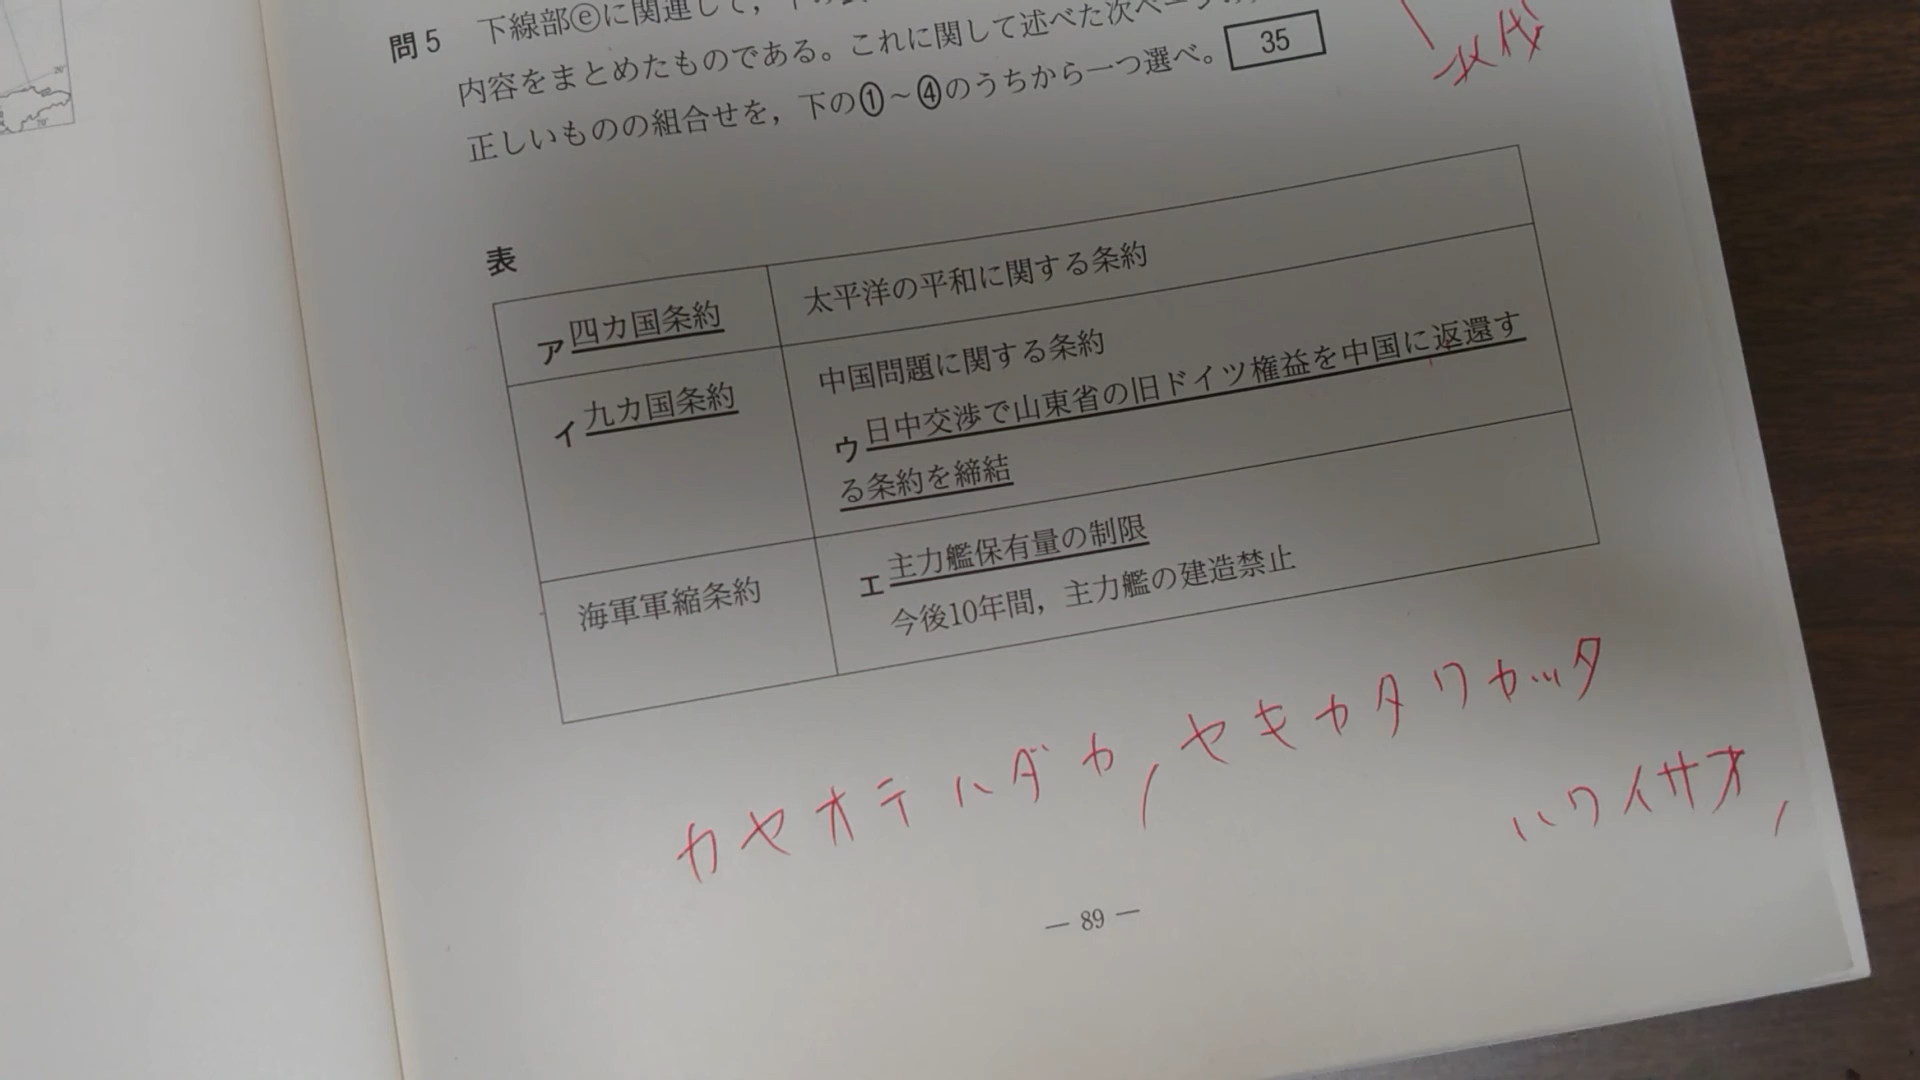 問5 下線部ⓔに関連して,
内容をまとめたものである。これに関して述べた次ページの
正しいものの組合せを,下の①~④のうちから一つ選べ。 35
北伐
表
ア四カ国条約 太平洋の平和に関する条約
イ九カ国条約 中国問題に関する条約
ウ日中交渉で山東省の旧ドイツ権益を中国に返還す
る条約を締結
海軍軍縮条約 エ主力艦保有量の制限
今後10年間,主力艦の建造禁止
カヤオテハダカ,ヤキカタワカッタ
ハワイサオ,
— 89 —